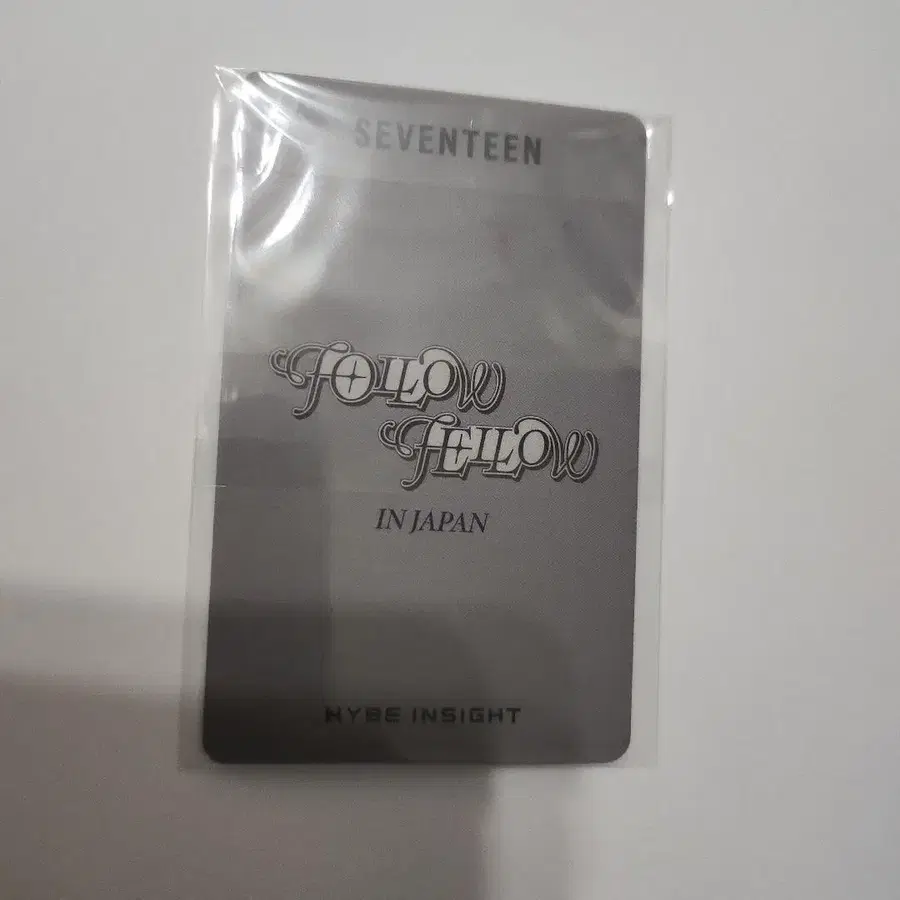 SEVENTEEN
FOLLOW
FELLOW
IN JAPAN
HYBE INSIGHT